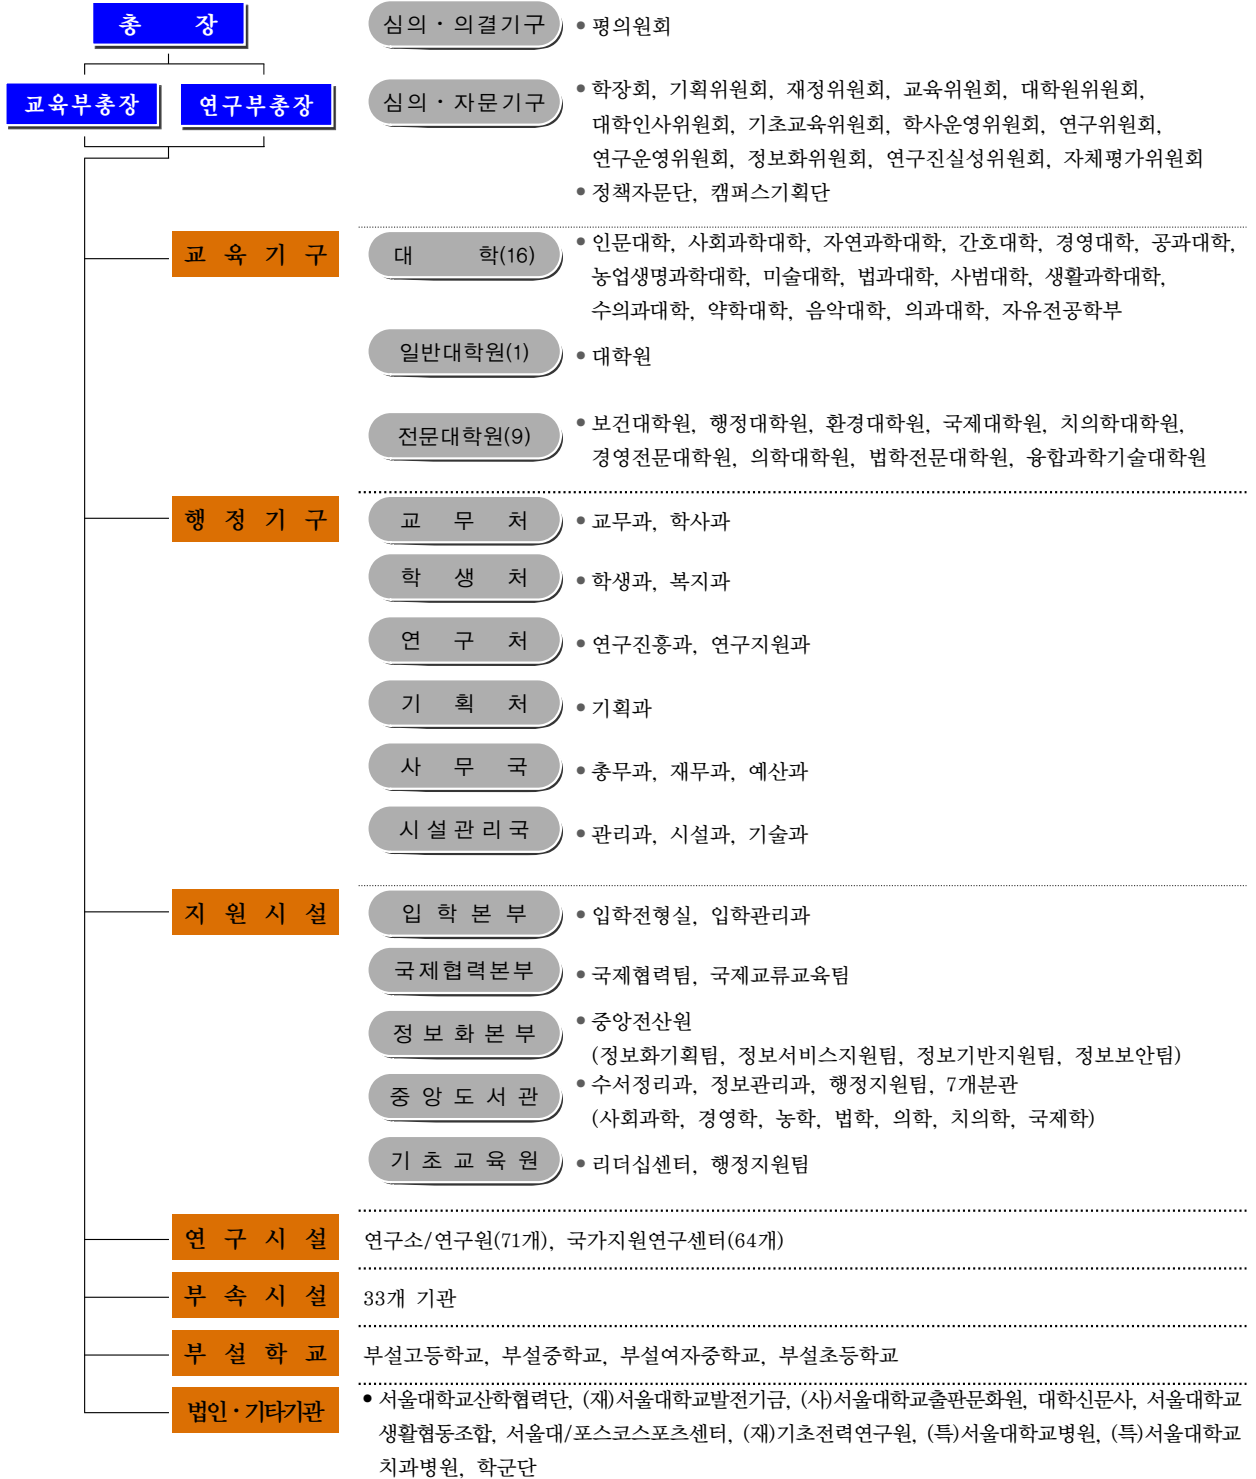 총 장
교육부총장 연구부총장
심의·의결기구 • 평의원회
심의·자문기구 • 학장회, 기획위원회, 재정위원회, 교육위원회, 대학원위원회,
대학인사위원회, 기초교육위원회, 학사운영위원회, 연구위원회,
연구운영위원회, 정보화위원회, 연구진실성위원회, 자체평가위원회
• 정책자문단, 캠퍼스기획단
교 육 기 구
대 학(16) • 인문대학, 사회과학대학, 자연과학대학, 간호대학, 경영대학, 공과대학,
농업생명과학대학, 미술대학, 법과대학, 사범대학, 생활과학대학,
수의과대학, 약학대학, 음악대학, 의과대학, 자유전공학부
일반대학원(1) • 대학원
전문대학원(9) • 보건대학원, 행정대학원, 환경대학원, 국제대학원, 치의학대학원,
경영전문대학원, 의학대학원, 법학전문대학원, 융합과학기술대학원
행 정 기 구
교 무 처 • 교무과, 학사과
학 생 처 • 학생과, 복지과
연 구 처 • 연구진흥과, 연구지원과
기 획 처 • 기획과
사 무 국 • 총무과, 재무과, 예산과
시설관리국 • 관리과, 시설과, 기술과
지 원 시 설
입 학 본 부 • 입학전형실, 입학관리과
국제협력본부 • 국제협력팀, 국제교류교육팀
정 보 화 본 부 • 중앙전산원
(정보화기획팀, 정보서비스지원팀, 정보기반지원팀, 정보보안팀)
중 앙 도 서 관 • 수서정리과, 정보관리과, 행정지원팀, 7개분관
(사회과학, 경영학, 농학, 법학, 의학, 치의학, 국제학)
기 초 교 육 원 • 리더십센터, 행정지원팀
연 구 시 설 연구소/연구원(71개), 국가지원연구센터(64개)
부 속 시 설 33개 기관
부 설 학 교 부설고등학교, 부설중학교, 부설여자중학교, 부설초등학교
법인·기타기관 • 서울대학교산학협력단, (재)서울대학교발전기금, (사)서울대학교출판문화원, 대학신문사, 서울대학교
생활협동조합, 서울대/포스코스포츠센터, (재)기초전력연구원, (특)서울대학교병원, (특)서울대학교
치과병원, 학군단